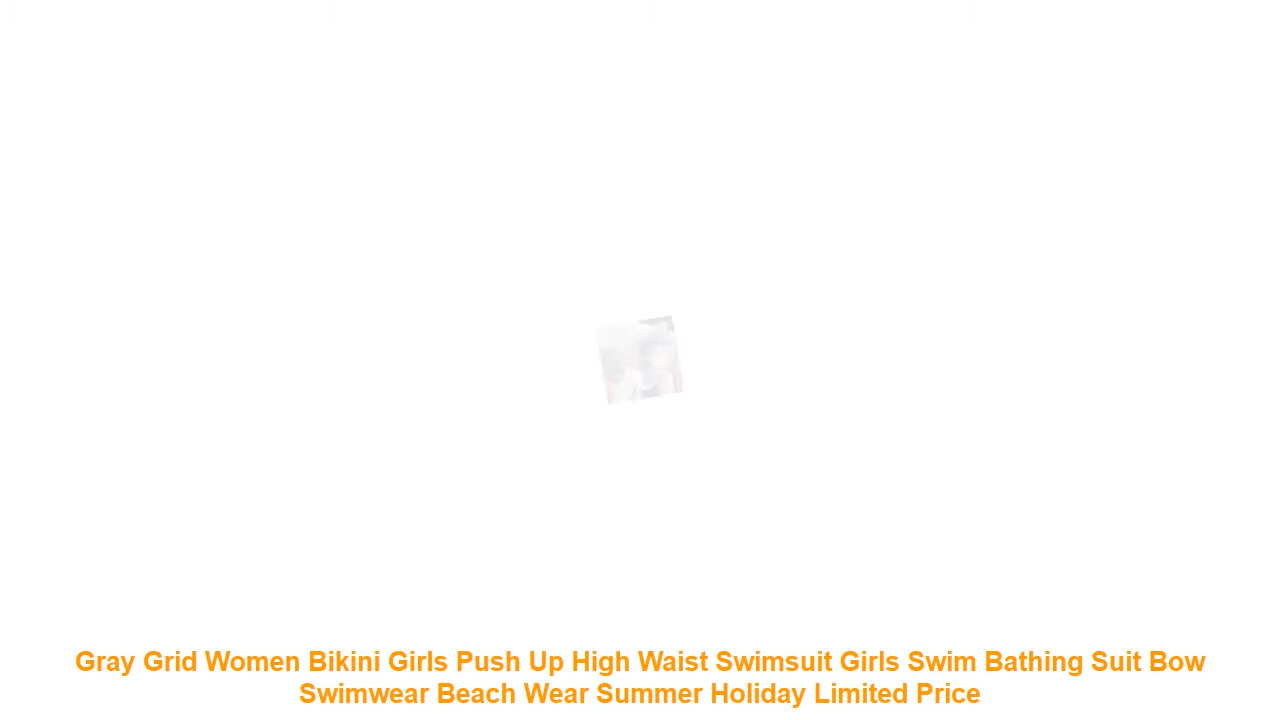 Gray Grid Women Bikini Girls Push Up High Waist Swimsuit Girls Swim Bathing Suit Bow
Swimwear Beach Wear Summer Holiday Limited Price